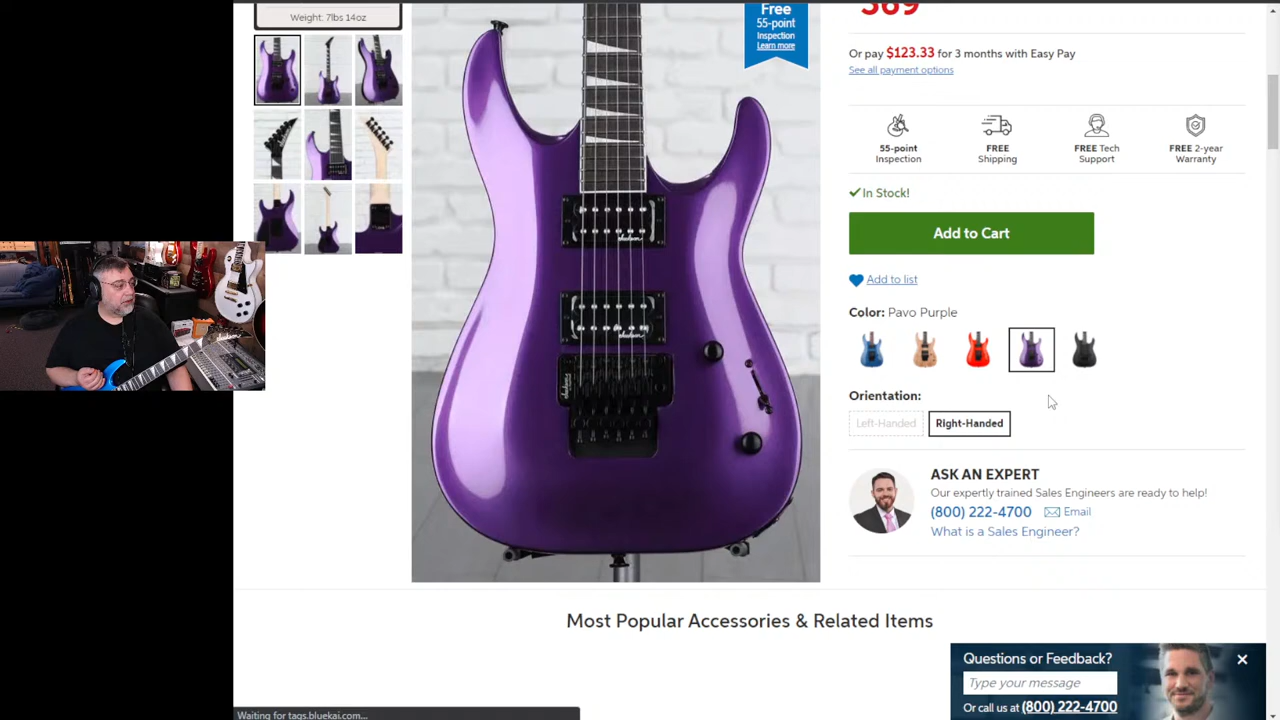 Weight: 7lbs 14oz
Free
55-point
Inspection
Learn more
Or pay $123.33 for 3 months with Easy Pay
See all payment options
55-point
Inspection
FREE
Shipping
FREE Tech
Support
FREE 2-year
Warranty
In Stock!
Add to Cart
Add to list
Color: Pavo Purple
Orientation:
Left-Handed
Right-Handed
ASK AN EXPERT
Our expertly trained Sales Engineers are ready to help!
(800) 222-4700 Email
What is a Sales Engineer?
Most Popular Accessories & Related Items
Questions or Feedback?
Type your message
Or call us at (800) 222-4700
Waiting for tags.bluekai.com...